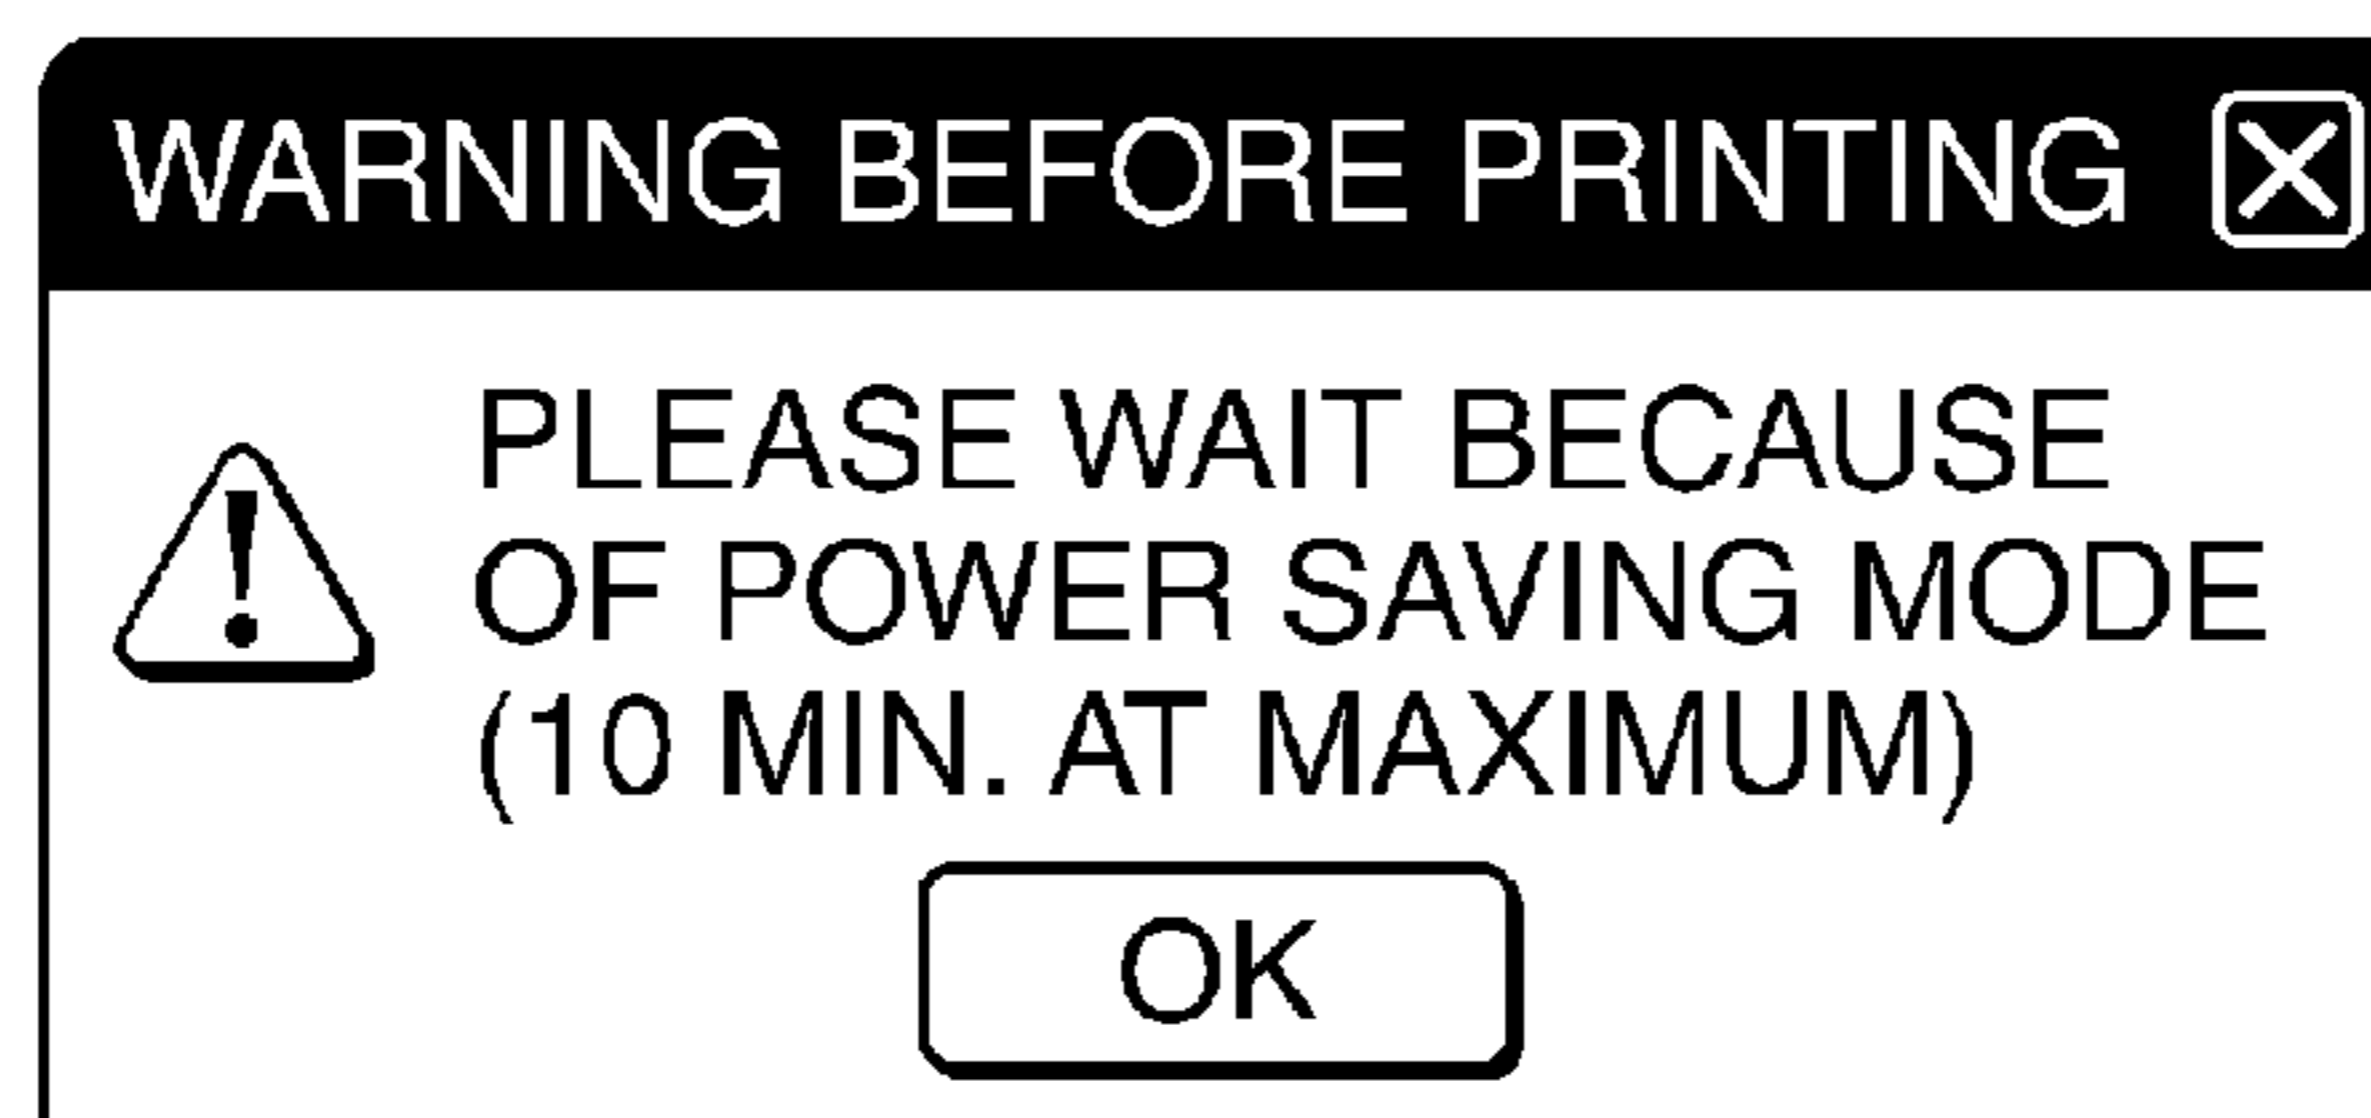 WARNING BEFORE PRINTING
PLEASE WAIT BECAUSE
OF POWER SAVING MODE
(10 MIN. AT MAXIMUM)
OK